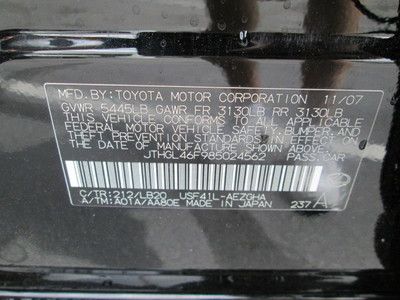 MFD.BY:TOYOTA MOTOR CORPORATION 11/07
GVWR 5445LB GAWR FR 3130LB RR 3130LB
THIS VEHICLE CONFORMS TO ALL APPLICABLE
FEDERAL MOTOR VEHICLE SAFETY, BUMPER, AND
THEFT PREVENTION STANDARDS IN EFFECT ON
THE DATE OF MANUFACTURE SHOWN ABOVE.
JTHGL46F985024562 PASS.CAR
C/TR:212/LB20 USF41L-AEZGHA
A/TM:A01A/AA80E MADE IN JAPAN 237 A